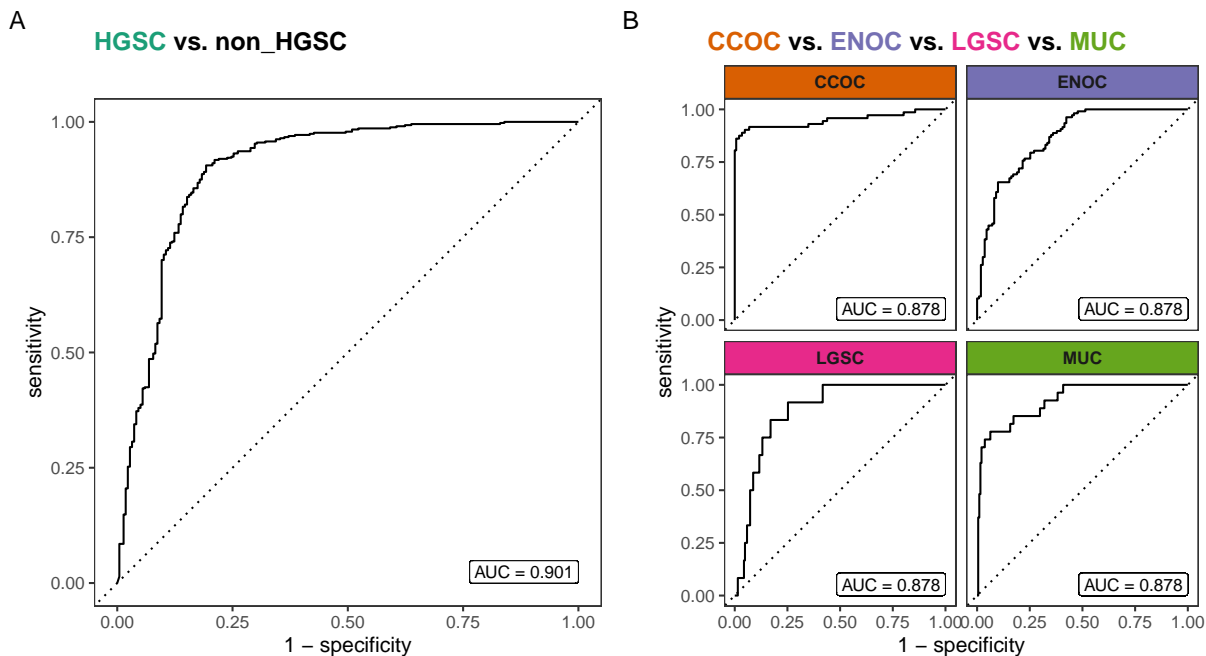 A
HGSC vs. non_HGSC
1.00
0.75
0.50
0.25
0.00
sensitivity
AUC = 0.901
0.00 0.25 0.50 0.75 1.00
1 − specificity
B
CCOC vs. ENOC vs. LGSC vs. MUC
CCOC
ENOC
1.00
0.75
0.50
0.25
0.00
AUC = 0.878
AUC = 0.878
sensitivity
LGSC
MUC
1.00
0.75
0.50
0.25
0.00
AUC = 0.878
AUC = 0.878
0.00 0.25 0.50 0.75 1.00
0.00 0.25 0.50 0.75 1.00
1 − specificity